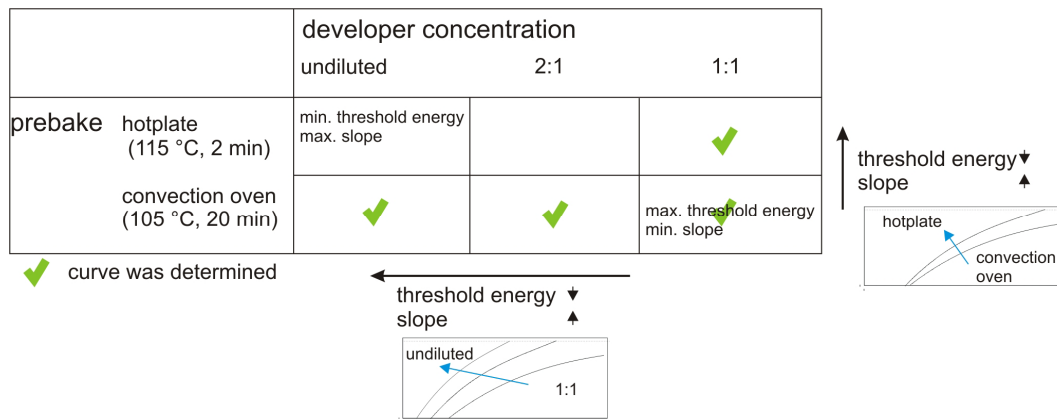 developer concentration
undiluted 2:1 1:1
prebake hotplate
(115 °C, 2 min)
min. threshold energy
max. slope
convection oven
(105 °C, 20 min)
max. threshold energy
min. slope
curve was determined
threshold energy
slope
hotplate
convection
oven
threshold energy
slope
undiluted
1:1